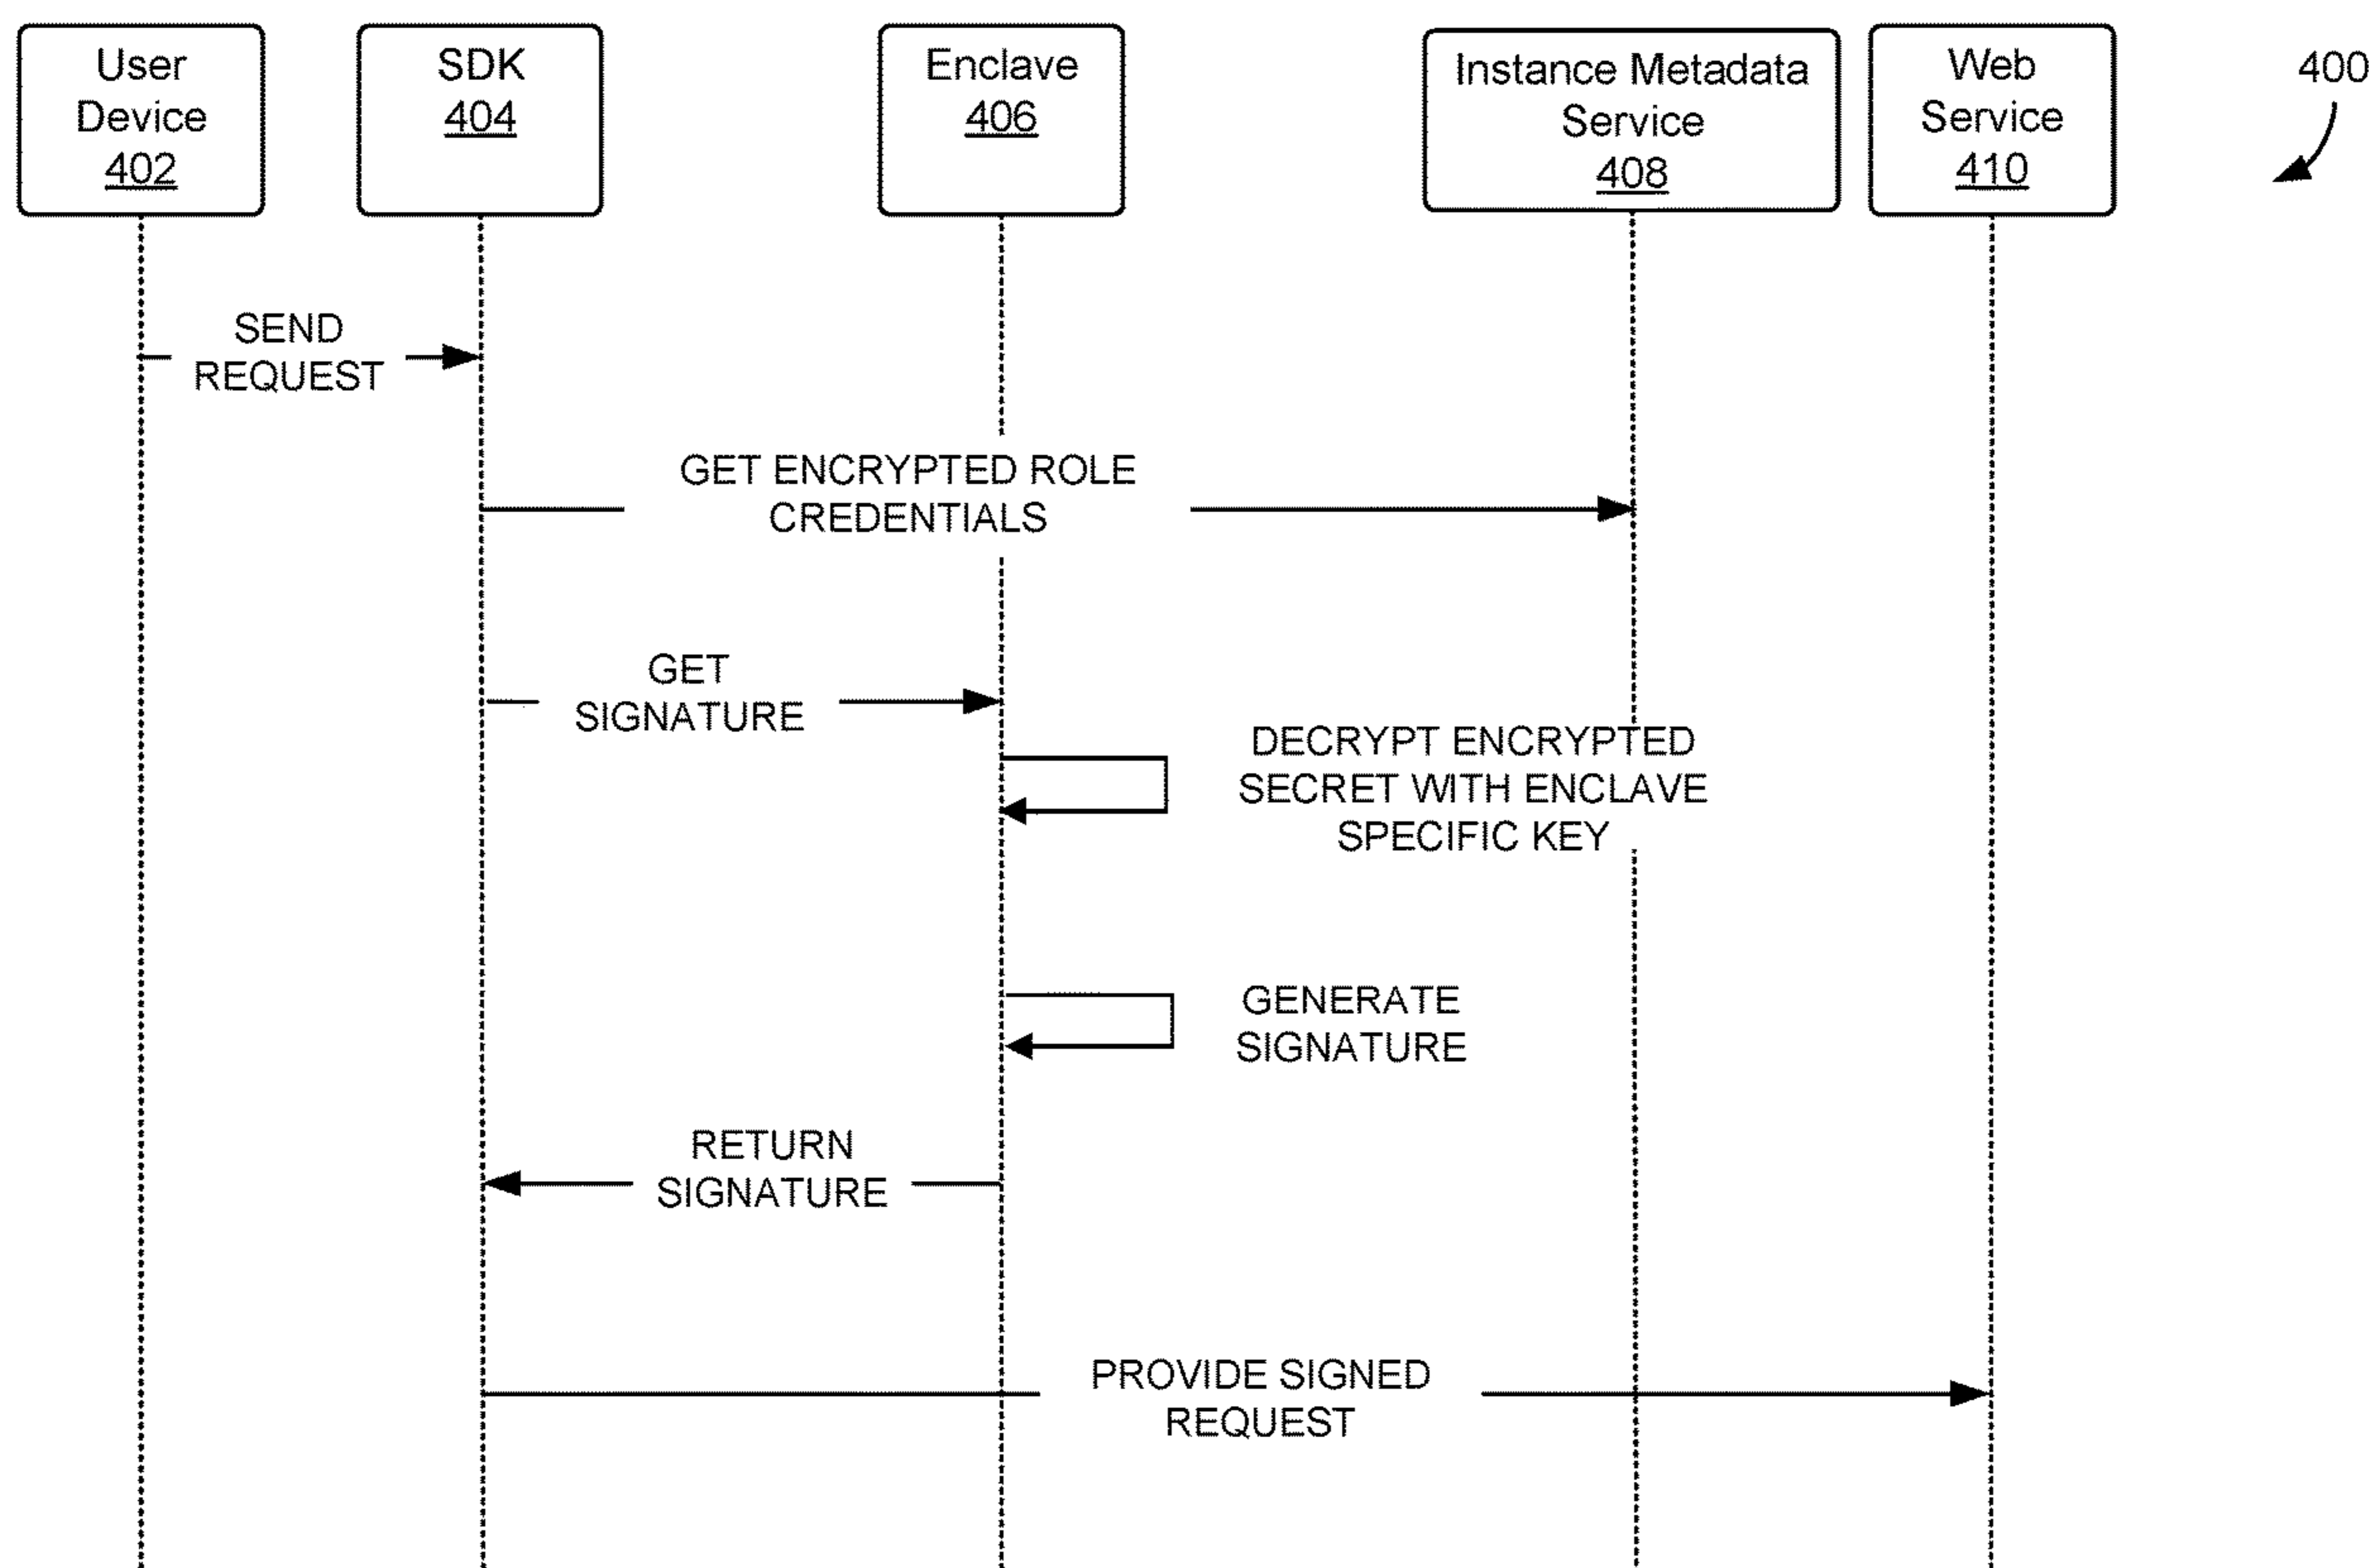 User
Device
402
SDK
404
Enclave
406
Instance Metadata
Service
408
Web
Service
410
400
SEND
REQUEST
GET ENCRYPTED ROLE
CREDENTIALS
GET
SIGNATURE
DECRYPT ENCRYPTED
SECRET WITH ENCLAVE
SPECIFIC KEY
GENERATE
SIGNATURE
RETURN
SIGNATURE
PROVIDE SIGNED
REQUEST